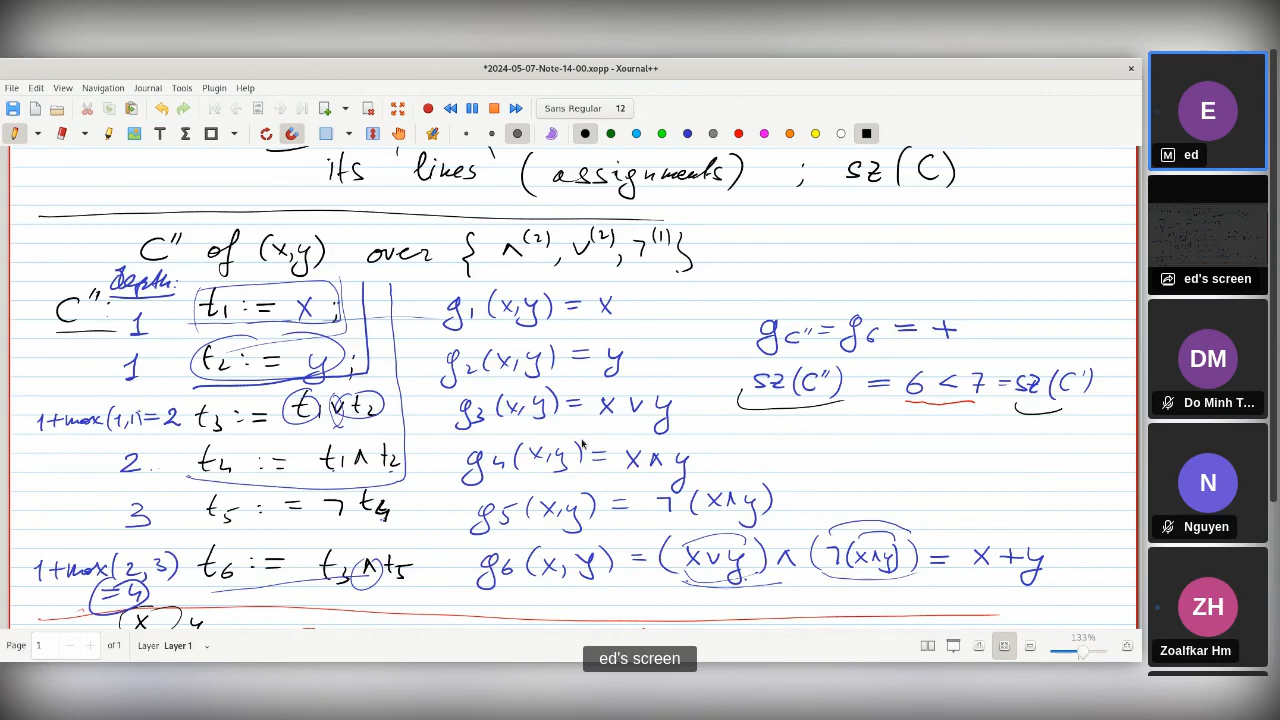 *2024-05-07-Note-14-00.xopp - Xournal++
File Edit View Navigation Journal Tools Plugin Help
Sans Regular 12
its 'lines' (assignments) ; sz(C)
C'' of (x,y) over { ∧⁽²⁾, ∨⁽²⁾, ¬⁽¹⁾}
depth:
C'':
1 t₁ := x ; g₁(x,y) = x
1 t₂ := y ; g₂(x,y) = y
g_C'' = g₆ = +
sz(C'') = 6 < 7 = sz(C')
1+max(1,1)=2 t₃ := t₁ ∨ t₂ g₃(x,y) = x ∨ y
2 t₄ := t₁ ∧ t₂ g₄(x,y) = x ∧ y
3 t₅ := ¬ t₄ g₅(x,y) = ¬(x∧y)
1+max(2,3) t₆ := t₃ ∧ t₅ g₆(x,y) = (x∨y) ∧ (¬(x∧y)) = x+y
= 4
Page 1 of 1 Layer Layer 1
133%
ed's screen
E
ed
ed's screen
DM
Do Minh T...
N
Nguyen
ZH
Zoalfkar Hm